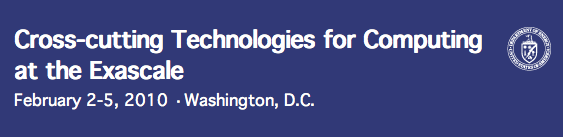 Cross-cutting Technologies for Computing
at the Exascale
February 2-5, 2010 · Washington, D.C.